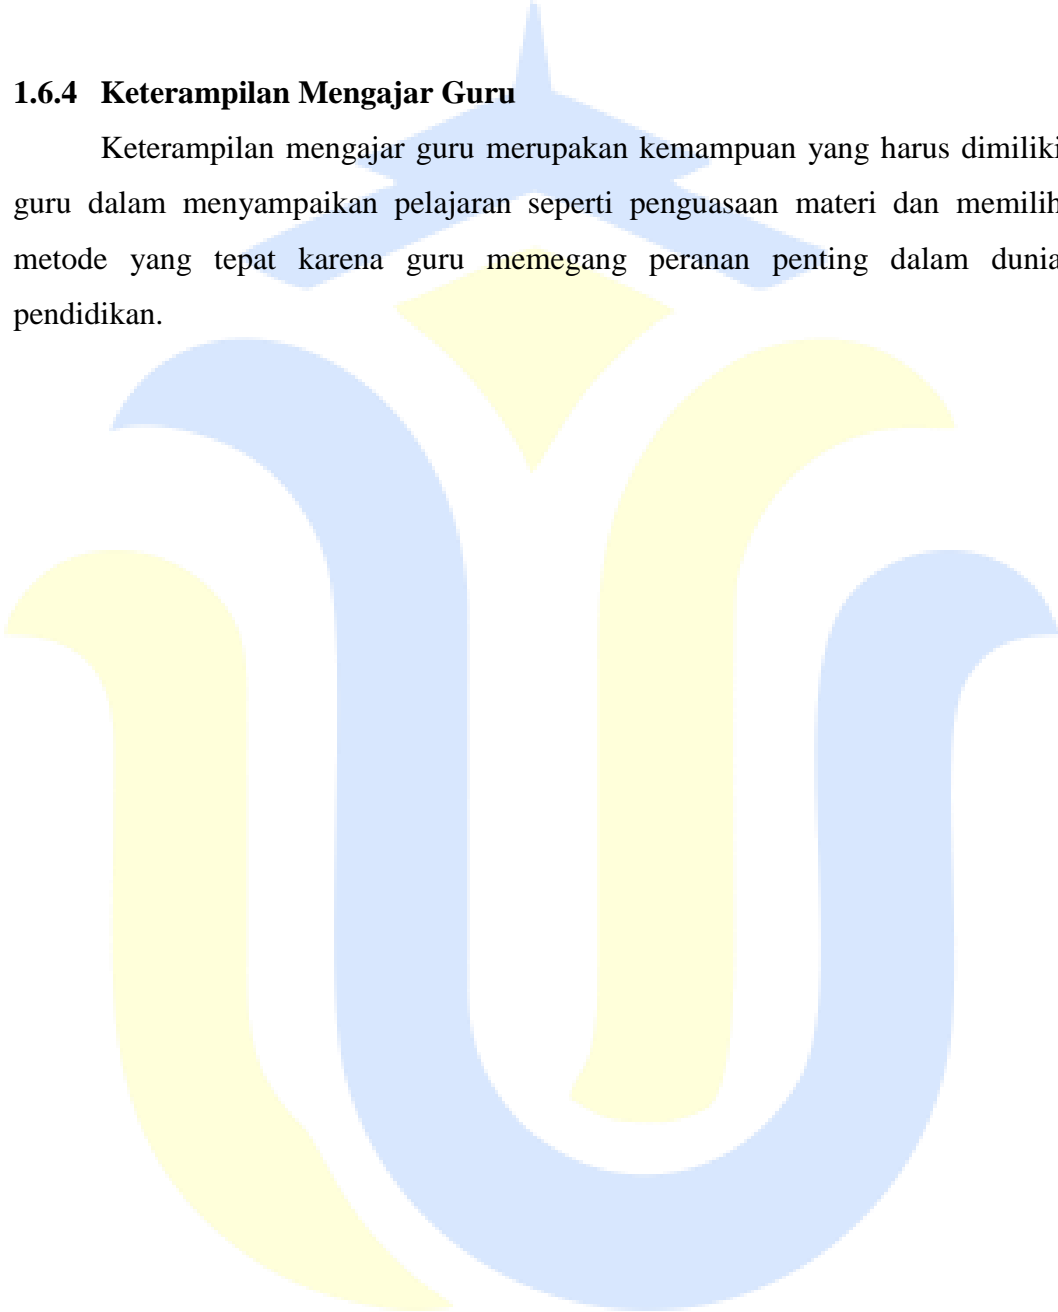 1.6.4 Keterampilan Mengajar Guru
Keterampilan mengajar guru merupakan kemampuan yang harus dimiliki
guru dalam menyampaikan pelajaran seperti penguasaan materi dan memilih
metode yang tepat karena guru memegang peranan penting dalam dunia
pendidikan.